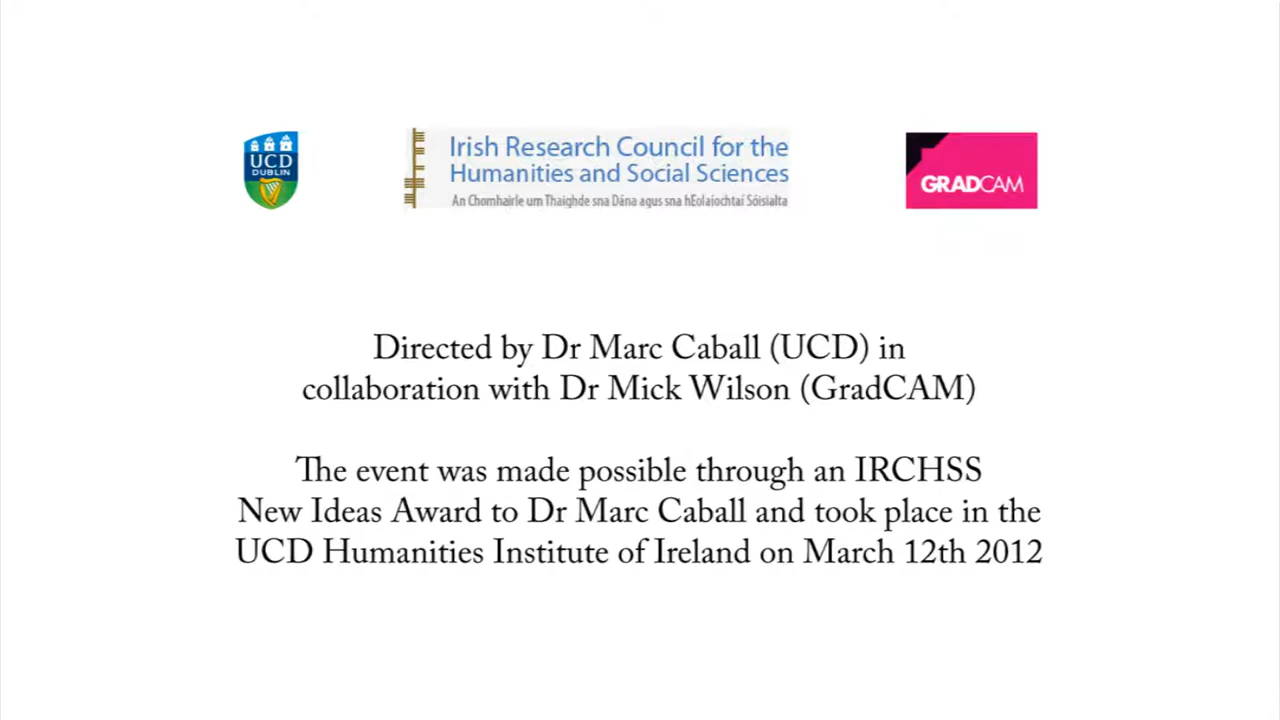 UCD
DUBLIN
Irish Research Council for the
Humanities and Social Sciences
An Chomhairle um Thaighde sna Dána agus sna hEolaíochtaí Sóisialta
GRADCAM
Directed by Dr Marc Caball (UCD) in
collaboration with Dr Mick Wilson (GradCAM)
The event was made possible through an IRCHSS
New Ideas Award to Dr Marc Caball and took place in the
UCD Humanities Institute of Ireland on March 12th 2012